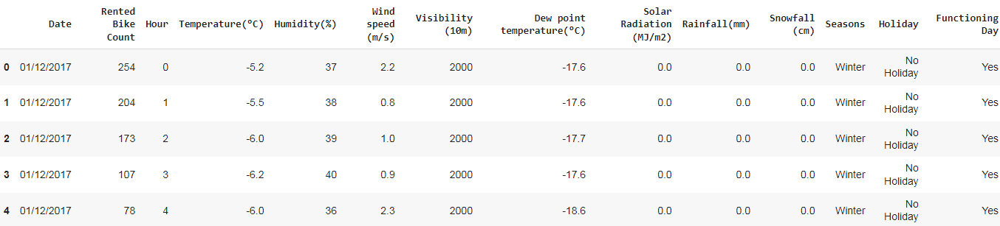 Date Rented Bike Count Hour Temperature(°C) Humidity(%) Wind speed (m/s) Visibility (10m) Dew point temperature(°C) Solar Radiation (MJ/m2) Rainfall(mm) Snowfall (cm) Seasons Holiday Functioning Day
0 01/12/2017 254 0 -5.2 37 2.2 2000 -17.6 0.0 0.0 0.0 Winter No Holiday Yes
1 01/12/2017 204 1 -5.5 38 0.8 2000 -17.6 0.0 0.0 0.0 Winter No Holiday Yes
2 01/12/2017 173 2 -6.0 39 1.0 2000 -17.7 0.0 0.0 0.0 Winter No Holiday Yes
3 01/12/2017 107 3 -6.2 40 0.9 2000 -17.6 0.0 0.0 0.0 Winter No Holiday Yes
4 01/12/2017 78 4 -6.0 36 2.3 2000 -18.6 0.0 0.0 0.0 Winter No Holiday Yes